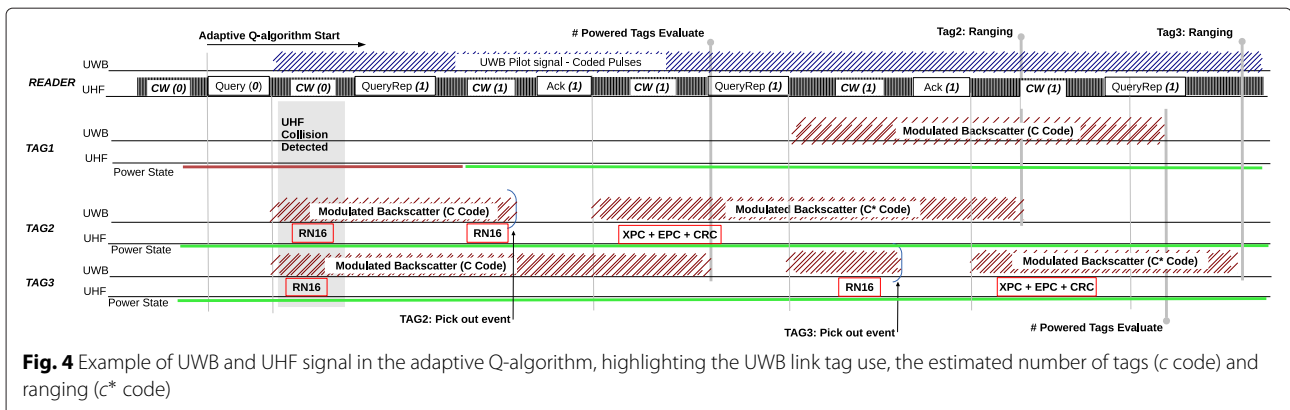 Adaptive Q-algorithm Start
# Powered Tags Evaluate
Tag2: Ranging
Tag3: Ranging
UWB
UWB Pilot signal - Coded Pulses
READER
UHF
CW (0)
Query (0)
CW (0)
QueryRep (1)
CW (1)
Ack (1)
CW (1)
QueryRep (1)
CW (1)
Ack (1)
CW (1)
QueryRep (1)
UHF
Collision
Detected
UWB
Modulated Backscatter (C Code)
TAG1
UHF
Power State
UWB
Modulated Backscatter (C Code)
Modulated Backscatter (C* Code)
TAG2
UHF
RN16
RN16
XPC + EPC + CRC
Power State
UWB
Modulated Backscatter (C Code)
Modulated Backscatter (C* Code)
TAG3
UHF
RN16
RN16
XPC + EPC + CRC
Power State
TAG2: Pick out event
TAG3: Pick out event
# Powered Tags Evaluate
Fig. 4 Example of UWB and UHF signal in the adaptive Q-algorithm, highlighting the UWB link tag use, the estimated number of tags (c code) and
ranging (c* code)